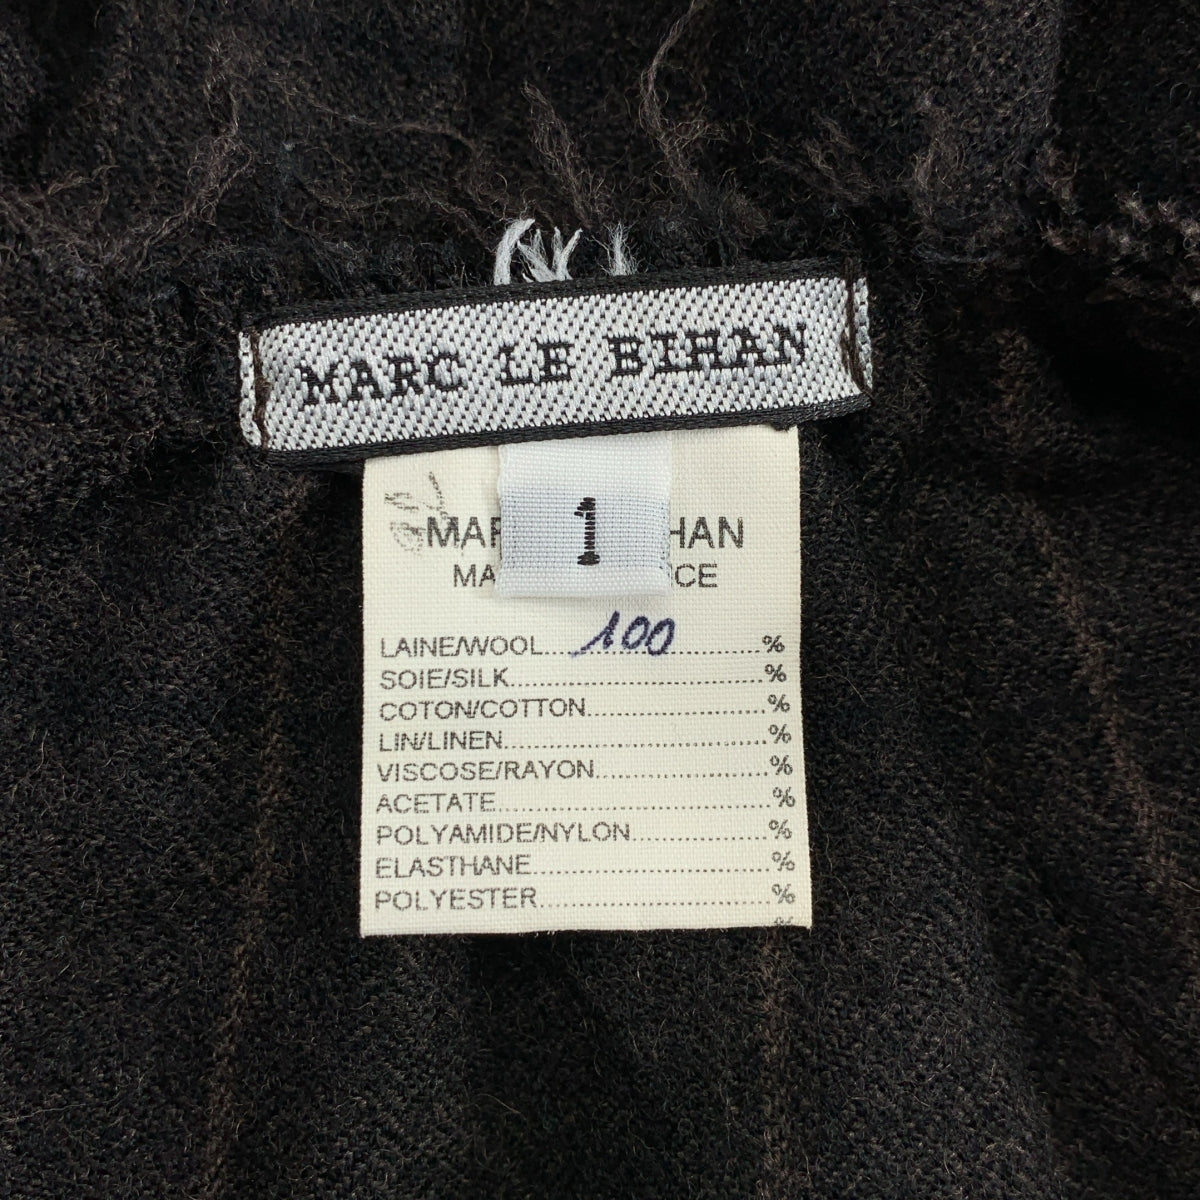 MARC LE BIHAN
1
MAR HAN
MA CE
LAINE/WOOL....100..............%
SOIE/SILK..............................%
COTON/COTTON......................%
LIN/LINEN..............................%
VISCOSE/RAYON.....................%
ACETATE................................%
POLYAMIDE/NYLON.................%
ELASTHANE............................%
POLYESTER............................%